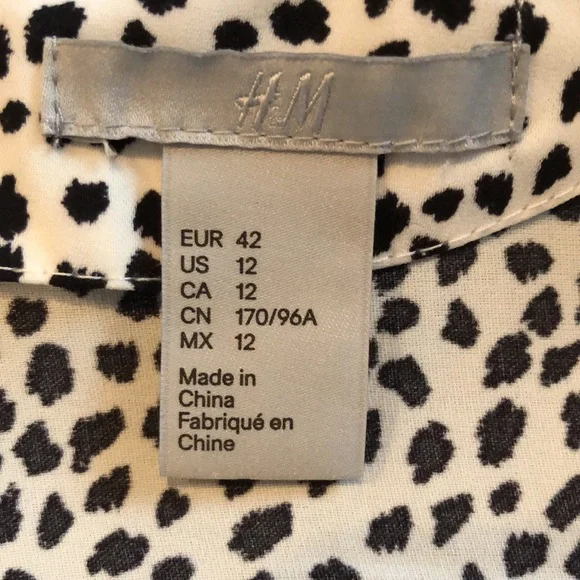 H&M
EUR 42
US 12
CA 12
CN 170/96A
MX 12
Made in
China
Fabriqué en
Chine